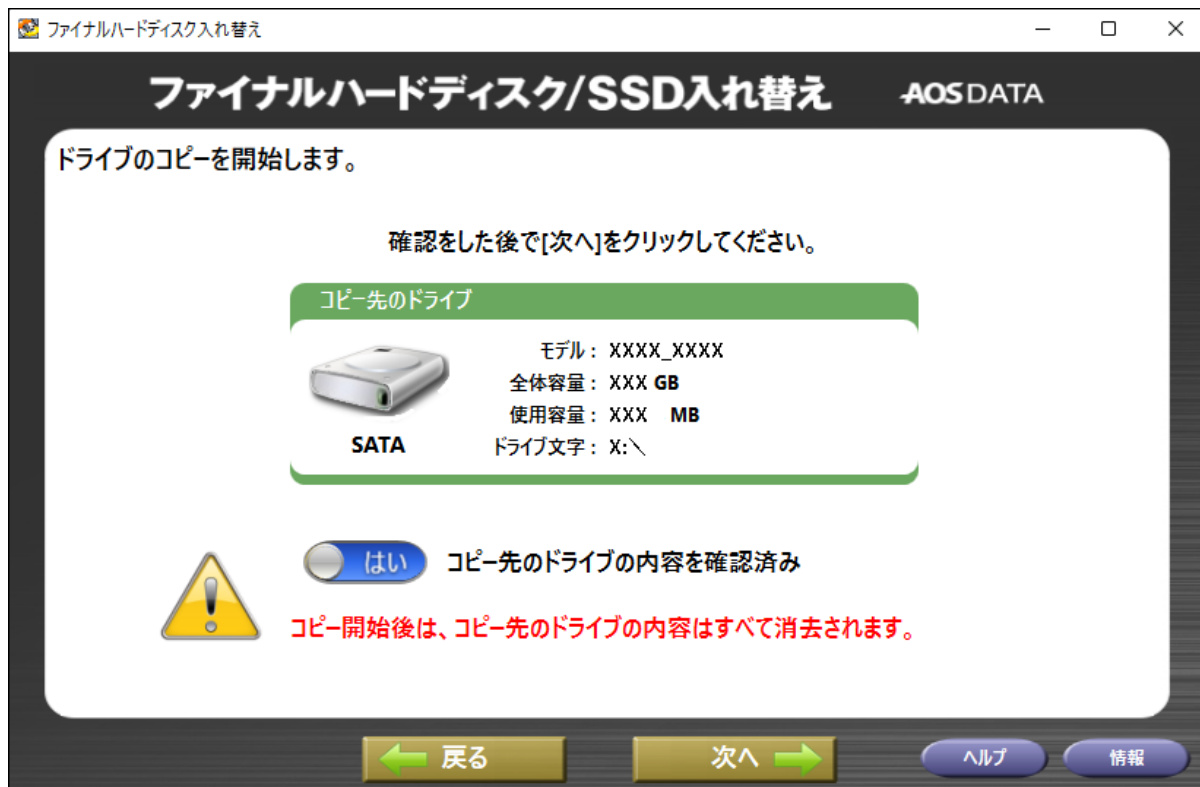 ファイナルハードディスク入れ替え
ファイナルハードディスク/SSD入れ替え AOSDATA
ドライブのコピーを開始します。
確認をした後で[次へ]をクリックしてください。
コピー先のドライブ
モデル： XXXX_XXXX
全体容量： XXX GB
使用容量： XXX MB
SATA ドライブ文字： X:＼
はい コピー先のドライブの内容を確認済み
コピー開始後は、コピー先のドライブの内容はすべて消去されます。
戻る 次へ ヘルプ 情報